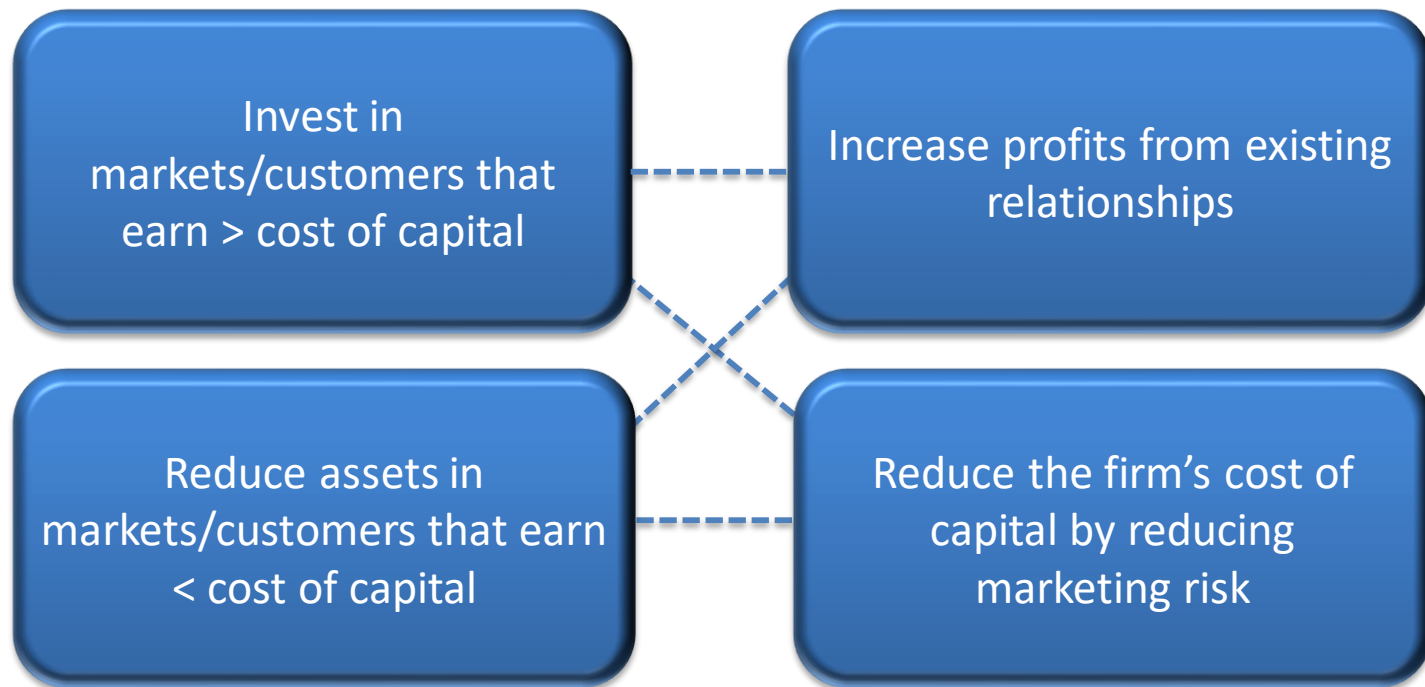 Invest in
markets/customers that
earn > cost of capital
Increase profits from existing
relationships
Reduce assets in
markets/customers that earn
< cost of capital
Reduce the firm’s cost of
capital by reducing
marketing risk